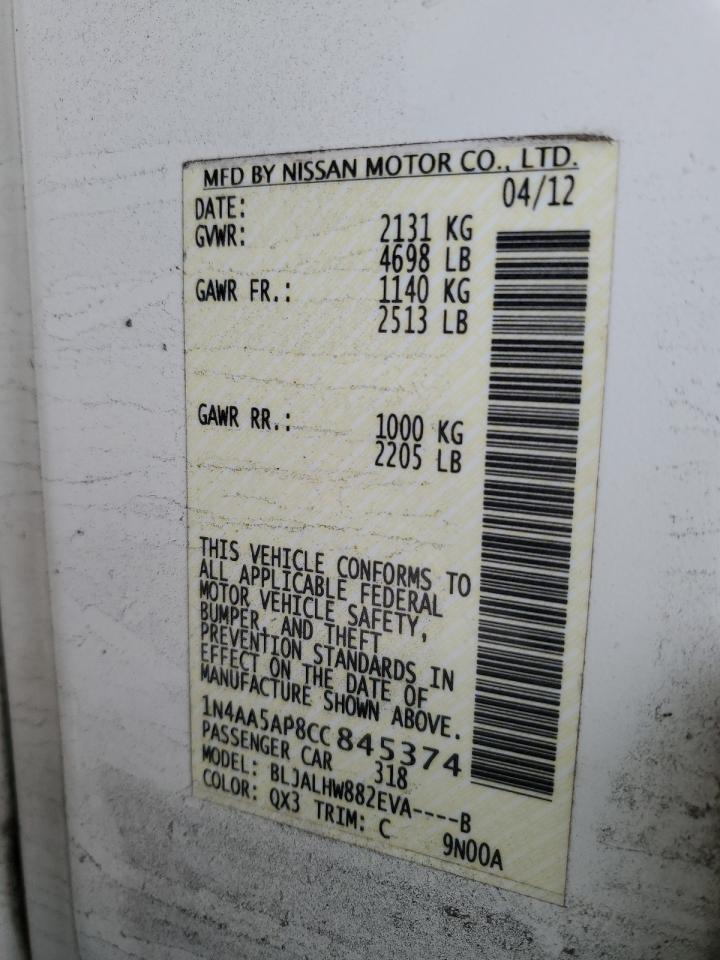 MFD BY NISSAN MOTOR CO., LTD.
DATE: 04/12
GVWR: 2131 KG
4698 LB
GAWR FR.: 1140 KG
2513 LB
GAWR RR.: 1000 KG
2205 LB
THIS VEHICLE CONFORMS TO
ALL APPLICABLE FEDERAL
MOTOR VEHICLE SAFETY,
BUMPER, AND THEFT
PREVENTION STANDARDS IN
EFFECT ON THE DATE OF
MANUFACTURE SHOWN ABOVE.
1N4AA5AP8CC845374
PASSENGER CAR 318
MODEL: BLJALHW882EVA----B
COLOR: QX3 TRIM: C 9N00A